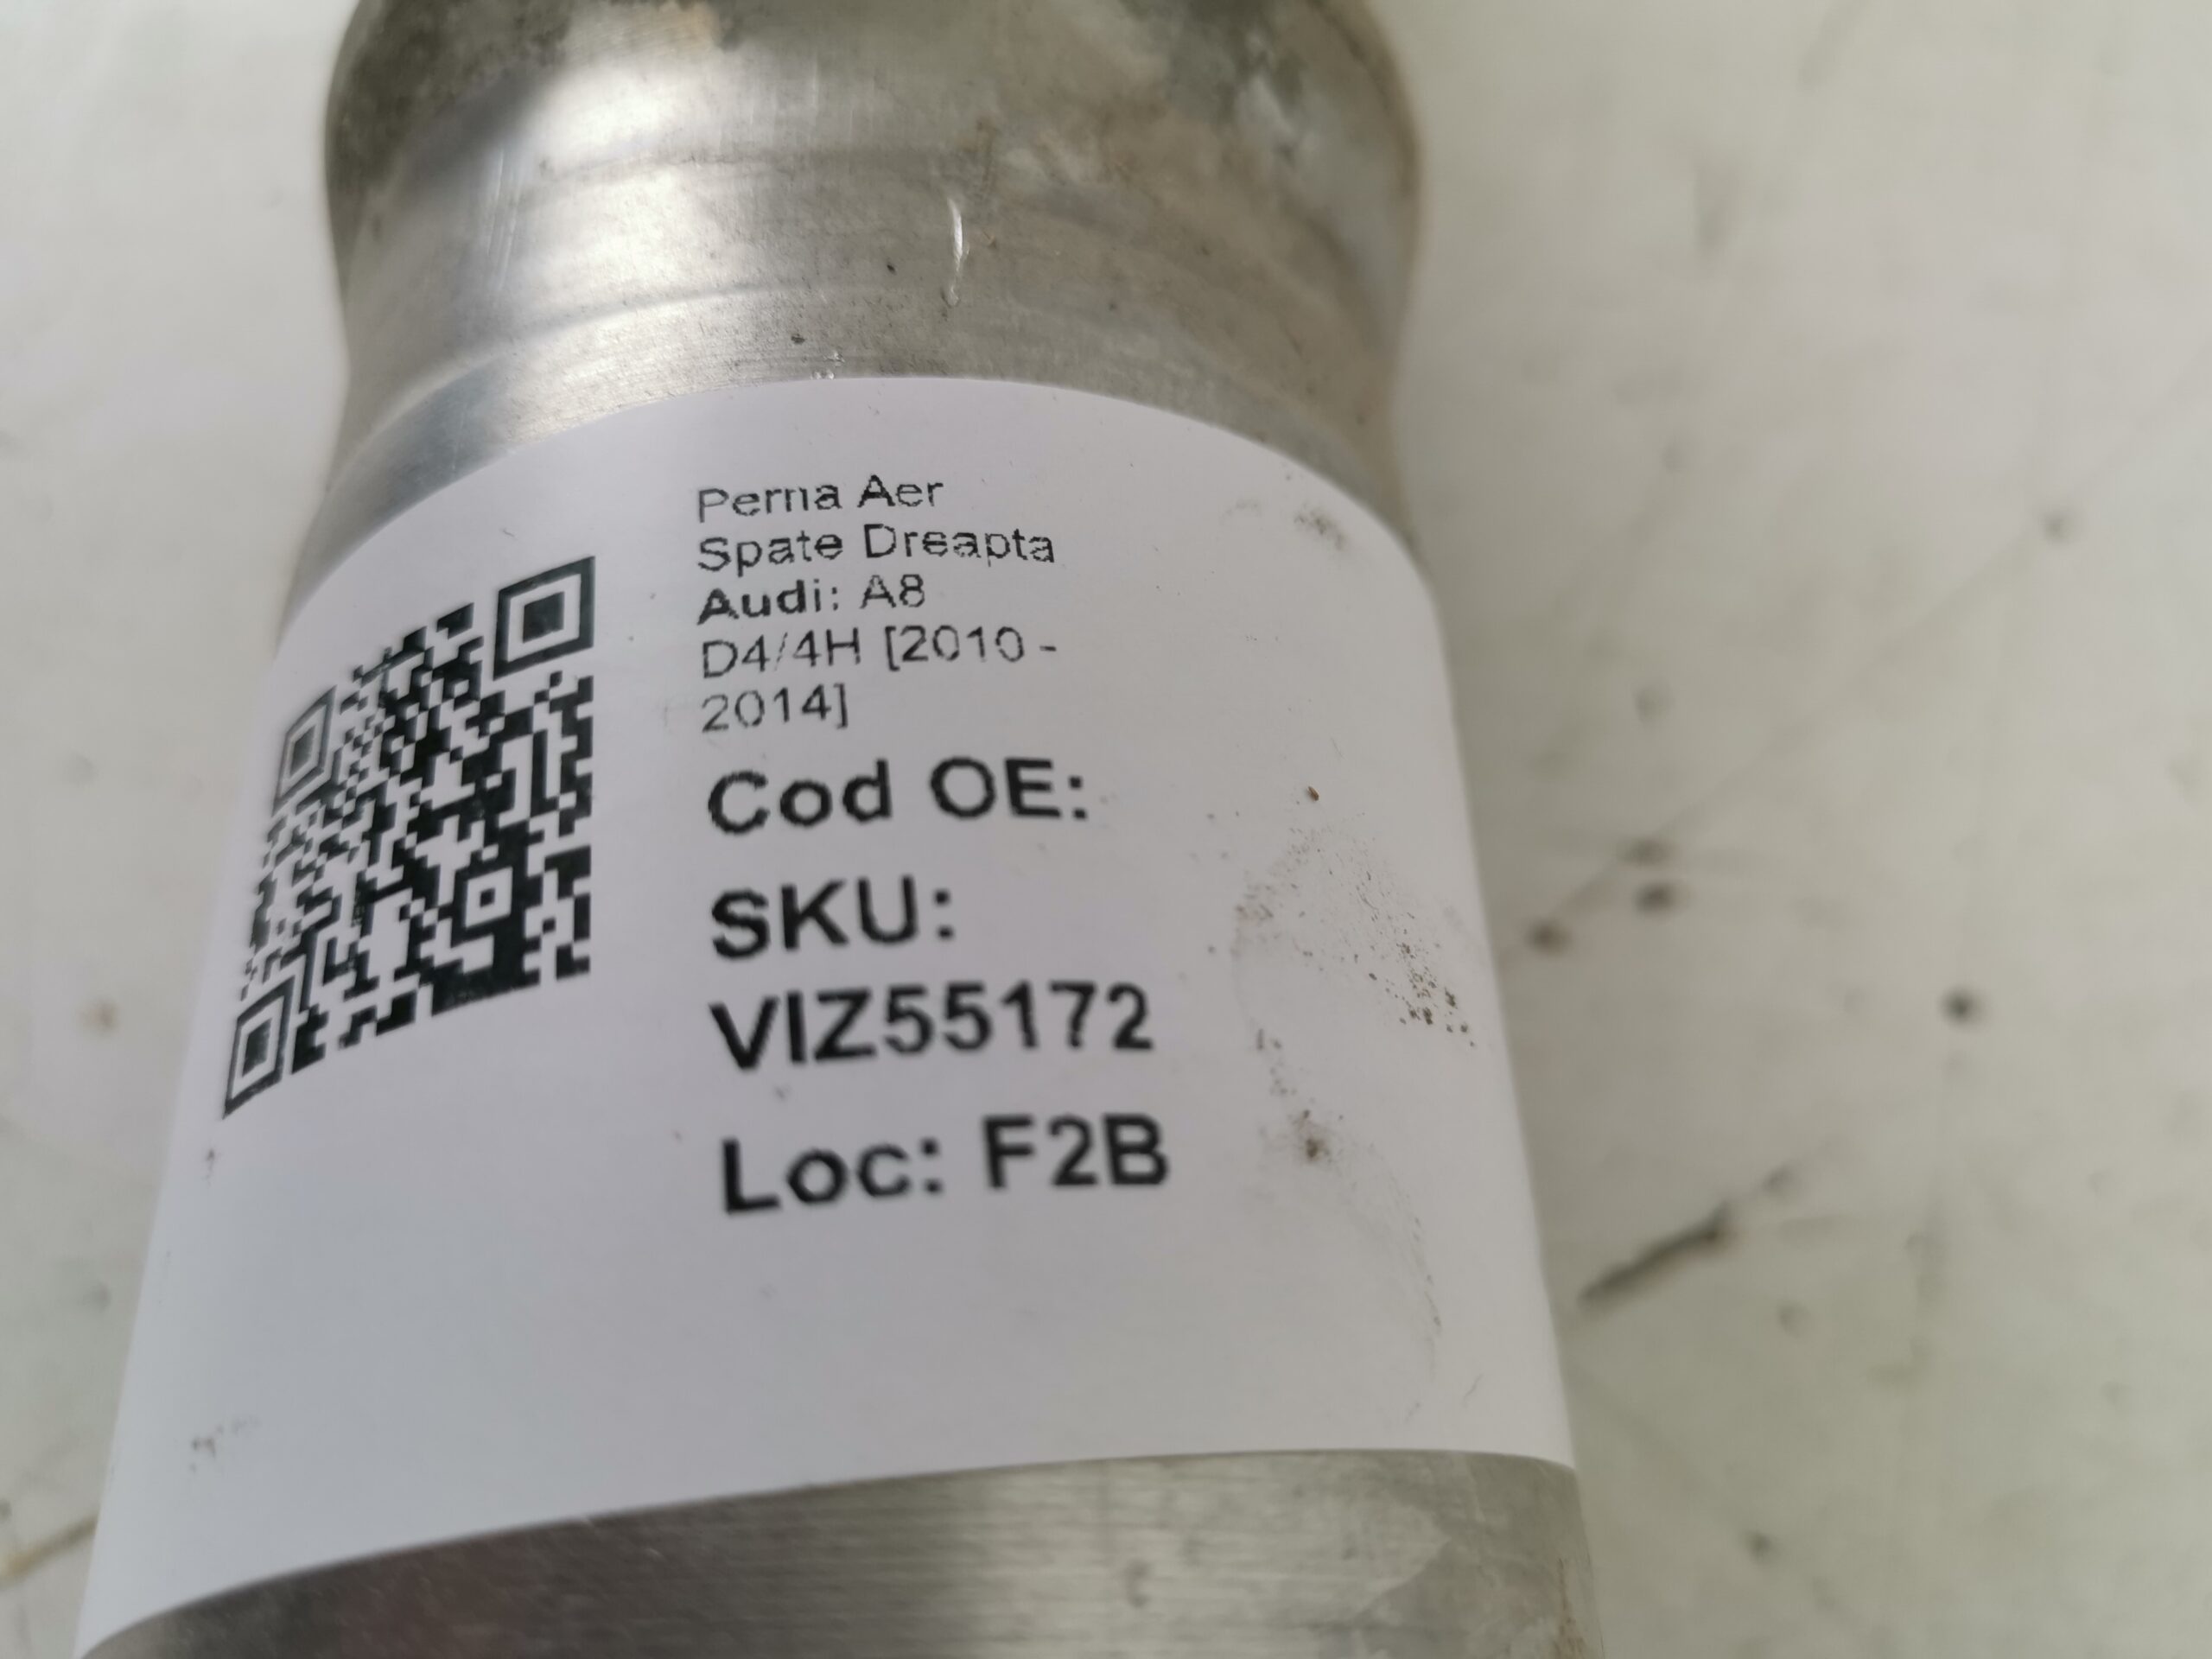 Perna Aer
Spate Dreapta
Audi: A8
D4/4H [2010 -
2014]
Cod OE:
SKU:
VIZ55172
Loc: F2B